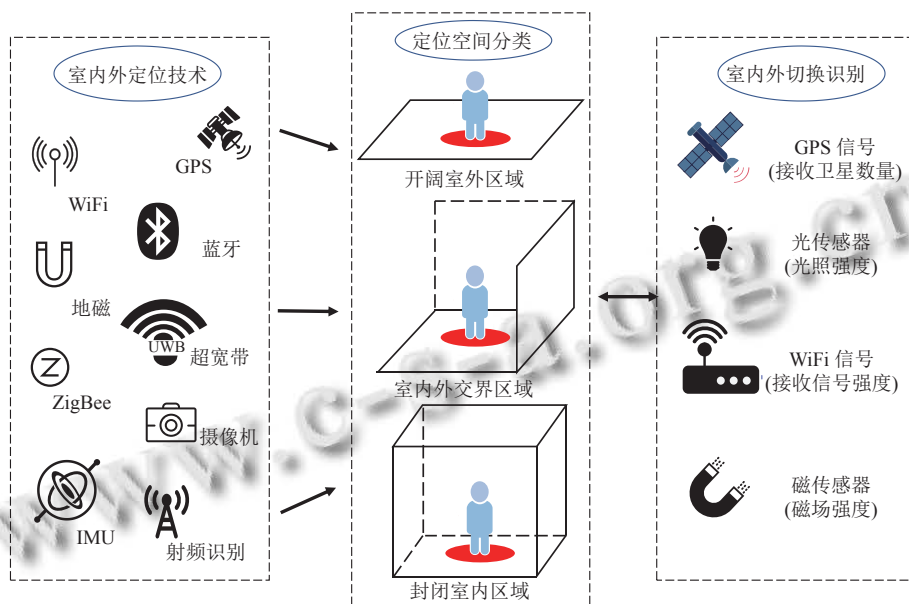 室内外定位技术
GPS
WiFi
蓝牙
地磁
UWB
超宽带
ZigBee
摄像机
IMU
射频识别
定位空间分类
开阔室外区域
室内外交界区域
封闭室内区域
室内外切换识别
GPS 信号
(接收卫星数量)
光传感器
(光照强度)
WiFi 信号
(接收信号强度)
磁传感器
(磁场强度)
www.c-s-a.org.cn